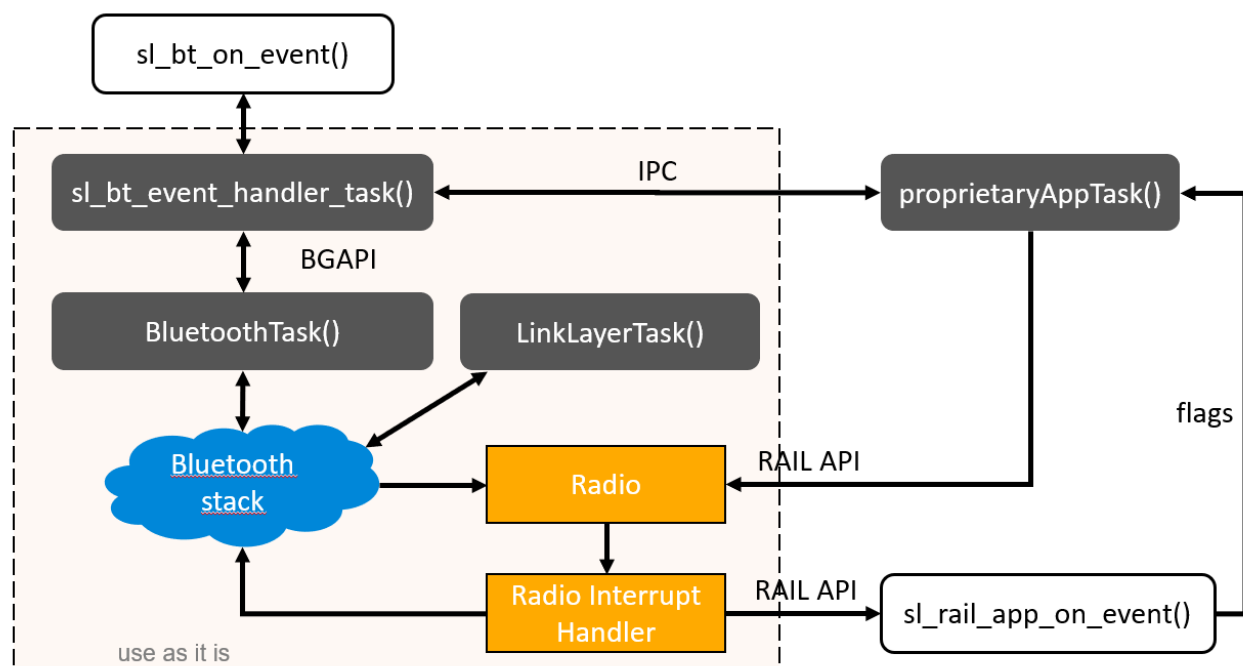 sl_bt_on_event()
sl_bt_event_handler_task()
IPC
proprietaryAppTask()
BGAPI
BluetoothTask()
LinkLayerTask()
flags
Bluetooth
stack
Radio
RAIL API
Radio Interrupt
Handler
RAIL API
sl_rail_app_on_event()
use as it is